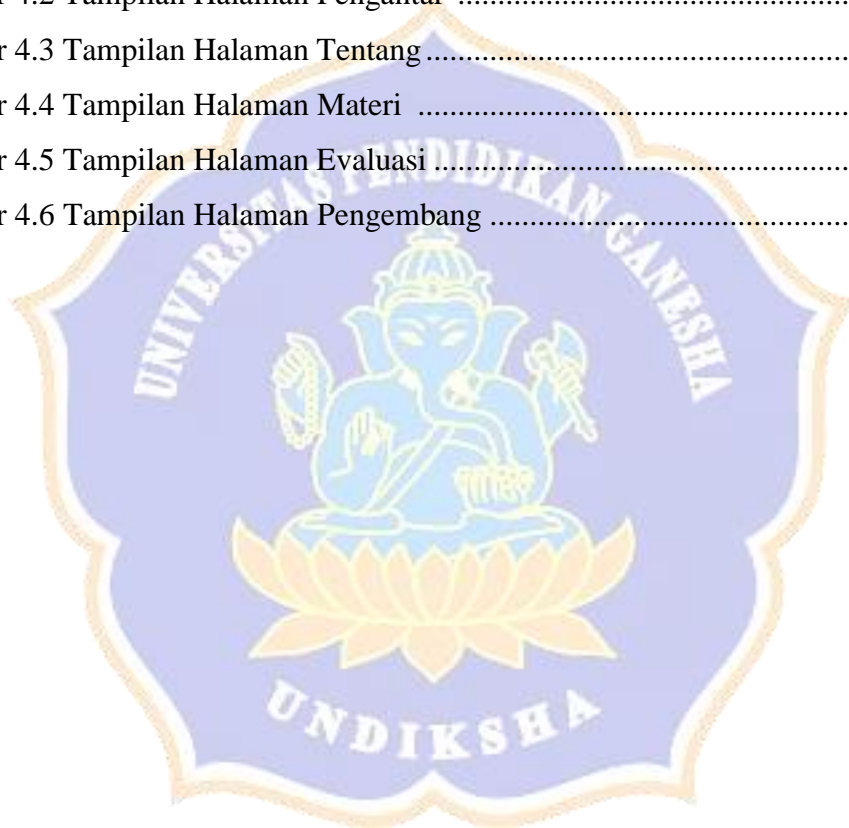 r 4.2 Tampilan Halaman Pengantar ..................................................
r 4.3 Tampilan Halaman Tentang ......................................................
r 4.4 Tampilan Halaman Materi ......................................................
r 4.5 Tampilan Halaman Evaluasi .....................................................
r 4.6 Tampilan Halaman Pengembang ..............................................
UNIVERSITAS PENDIDIKAN GANESHA
UNDIKSHA